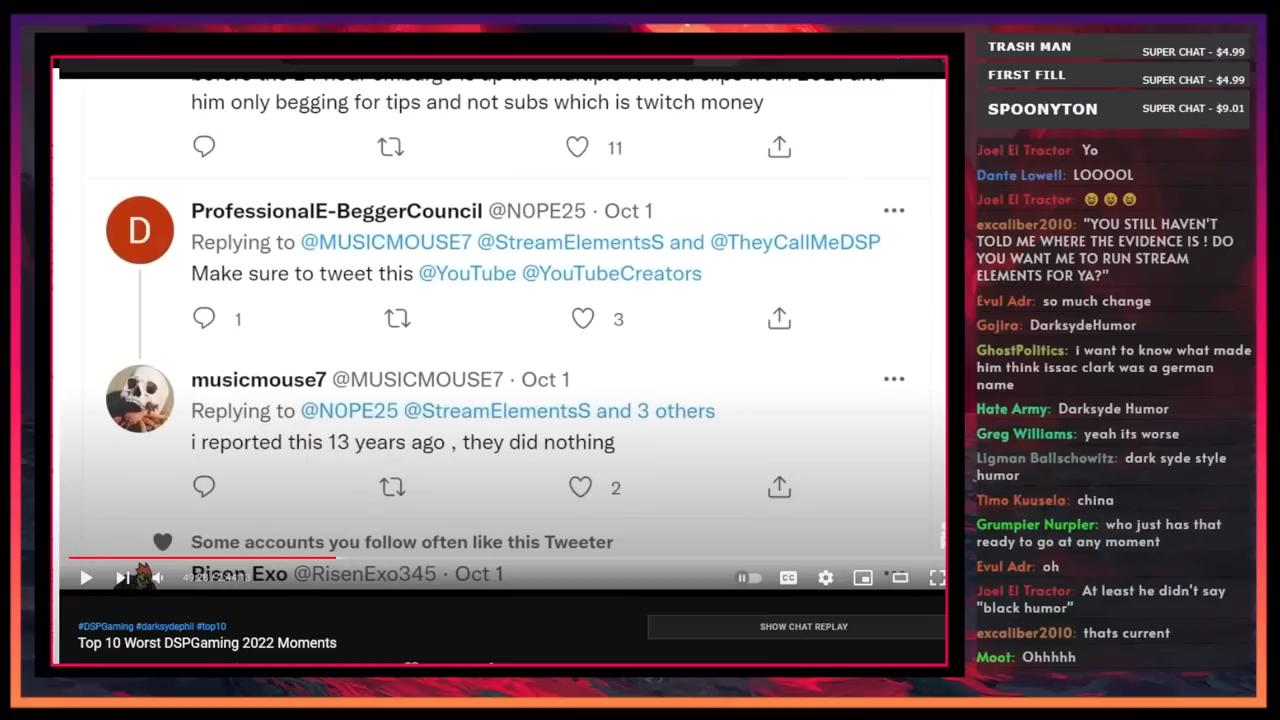 him only begging for tips and not subs which is twitch money
11
D
ProfessionalE-BeggerCouncil @N0PE25 · Oct 1
Replying to @MUSICMOUSE7 @StreamElementsS and @TheyCallMeDSP
Make sure to tweet this @YouTube @YouTubeCreators
1
3
musicmouse7 @MUSICMOUSE7 · Oct 1
Replying to @N0PE25 @StreamElementsS and 3 others
i reported this 13 years ago , they did nothing
2
Some accounts you follow often like this Tweeter
Risen Exo @RisenExo345 · Oct 1
CC
#DSPGaming #darksydephil #top10
Top 10 Worst DSPGaming 2022 Moments
SHOW CHAT REPLAY
TRASH MAN SUPER CHAT - $4.99
FIRST FILL SUPER CHAT - $4.99
SPOONYTON SUPER CHAT - $9.01
Joel El Tractor: Yo
Dante Lowell: LOOOOL
Joel El Tractor: 😆 😆 😆
excaliber2010: "YOU STILL HAVEN'T
TOLD ME WHERE THE EVIDENCE IS ! DO
YOU WANT ME TO RUN STREAM
ELEMENTS FOR YA?"
Evul Adr: so much change
Gojira: DarksydeHumor
GhostPolitics: i want to know what made
him think issac clark was a german
name
Hate Army: Darksyde Humor
Greg Williams: yeah its worse
Ligman Ballschowitz: dark syde style
humor
Timo Kuusela: china
Grumpier Nurpler: who just has that
ready to go at any moment
Evul Adr: oh
Joel El Tractor: At least he didn't say
"black humor"
excaliber2010: thats current
Moot: Ohhhhh